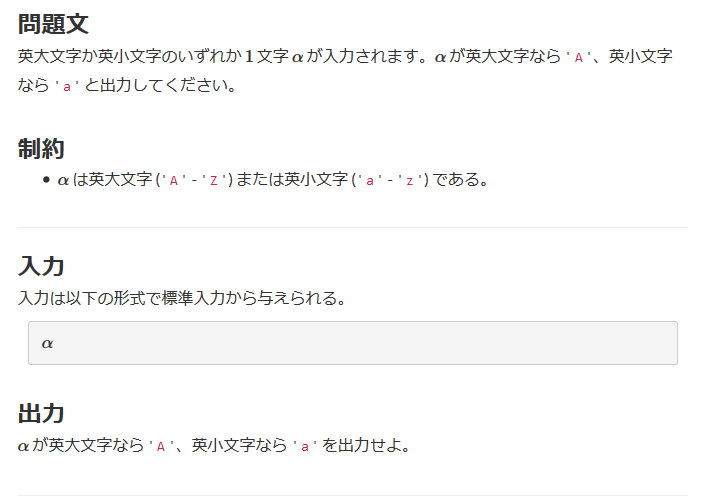 問題文
英大文字か英小文字のいずれか 1 文字 α が入力されます。α が英大文字なら 'A'、英小文字
なら 'a' と出力してください。
制約
• α は英大文字 ('A' - 'Z') または英小文字 ('a' - 'z') である。
入力
入力は以下の形式で標準入力から与えられる。
α
出力
α が英大文字なら 'A'、英小文字なら 'a' を出力せよ。